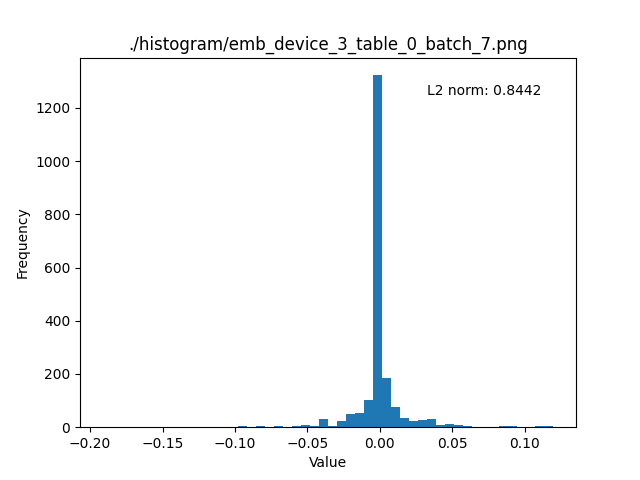 ./histogram/emb_device_3_table_0_batch_7.png
L2 norm: 0.8442
1200
1000
800
600
400
200
0
Frequency
−0.20 −0.15 −0.10 −0.05 0.00 0.05 0.10
Value